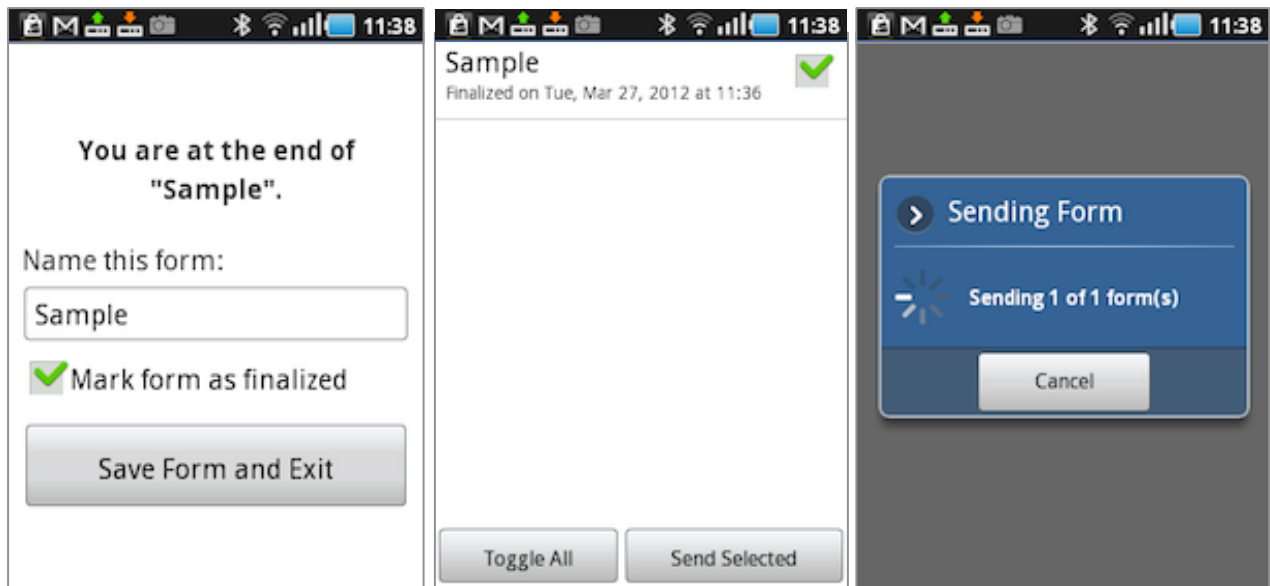 11:38
You are at the end of
"Sample".
Name this form:
Sample
Mark form as finalized
Save Form and Exit
11:38
Sample
Finalized on Tue, Mar 27, 2012 at 11:36
Toggle All
Send Selected
11:38
Sending Form
Sending 1 of 1 form(s)
Cancel